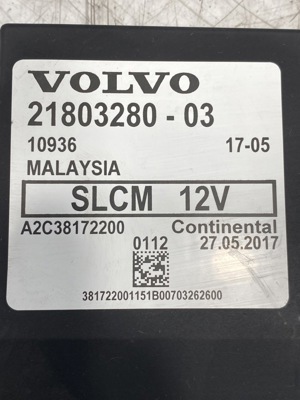 VOLVO
21803280 - 03
10936 17-05
MALAYSIA
SLCM 12V
A2C38172200 Continental
0112 27.05.2017
381722001151B00703262600